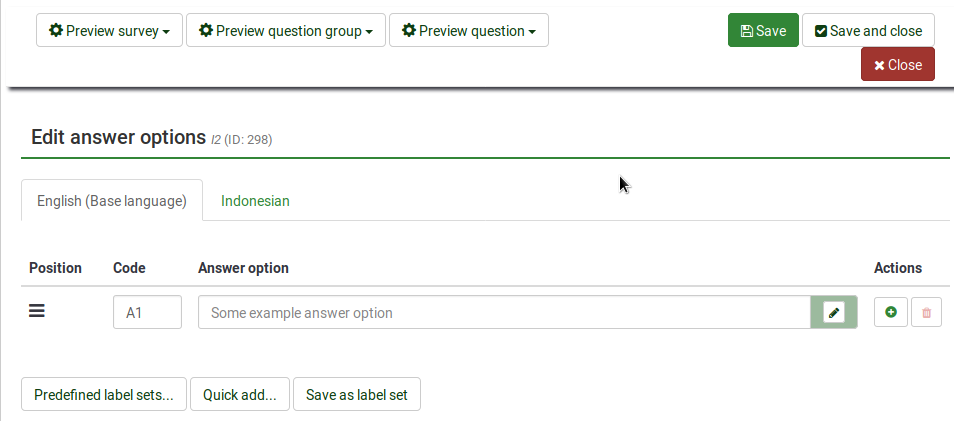 Preview survey Preview question group Preview question Save Save and close
Close
Edit answer options I2 (ID: 298)
English (Base language) Indonesian
Position Code Answer option Actions
A1 Some example answer option
Predefined label sets... Quick add... Save as label set